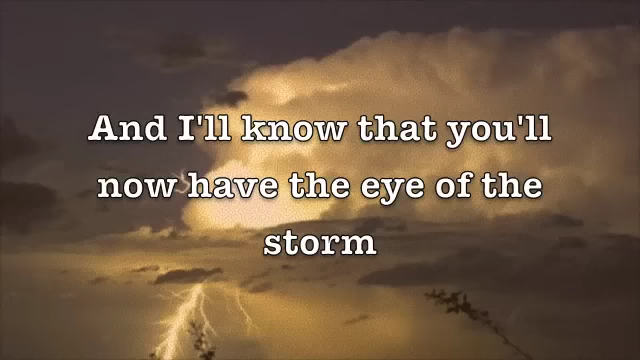 And I'll know that you'll
now have the eye of the
storm